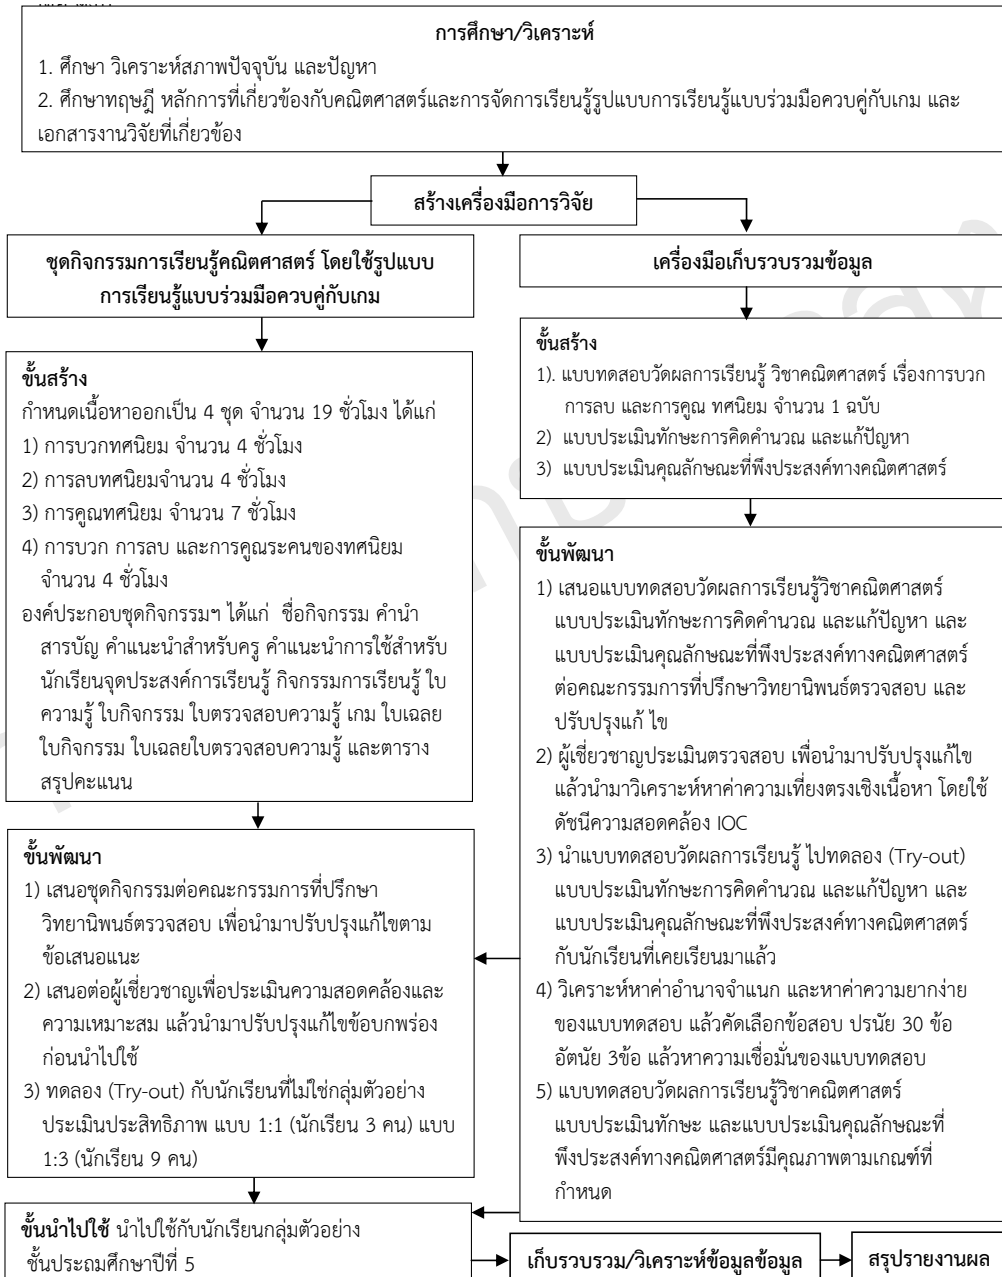 การศึกษา/วิเคราะห์
1. ศึกษา วิเคราะห์สภาพปัจจุบัน และปัญหา
2. ศึกษาทฤษฎี หลักการที่เกี่ยวข้องกับคณิตศาสตร์และการจัดการเรียนรู้รูปแบบการเรียนรู้แบบร่วมมือควบคู่กับเกม และ
เอกสารงานวิจัยที่เกี่ยวข้อง
สร้างเครื่องมือการวิจัย
ชุดกิจกรรมการเรียนรู้คณิตศาสตร์ โดยใช้รูปแบบ
การเรียนรู้แบบร่วมมือควบคู่กับเกม
ขั้นสร้าง
กำหนดเนื้อหาออกเป็น 4 ชุด จำนวน 19 ชั่วโมง ได้แก่
1) การบวกทศนิยม จำนวน 4 ชั่วโมง
2) การลบทศนิยมจำนวน 4 ชั่วโมง
3) การคูณทศนิยม จำนวน 7 ชั่วโมง
4) การบวก การลบ และการคูณระคนของทศนิยม
จำนวน 4 ชั่วโมง
องค์ประกอบชุดกิจกรรมฯ ได้แก่ ชื่อกิจกรรม คำนำ
สารบัญ คำแนะนำสำหรับครู คำแนะนำการใช้สำหรับ
นักเรียนจุดประสงค์การเรียนรู้ กิจกรรมการเรียนรู้ ใบ
ความรู้ ใบกิจกรรม ใบตรวจสอบความรู้ เกม ใบเฉลย
ใบกิจกรรม ใบเฉลยใบตรวจสอบความรู้ และตาราง
สรุปคะแนน
ขั้นพัฒนา
1) เสนอชุดกิจกรรมต่อคณะกรรมการที่ปรึกษา
วิทยานิพนธ์ตรวจสอบ เพื่อนำมาปรับปรุงแก้ไขตาม
ข้อเสนอแนะ
2) เสนอต่อผู้เชี่ยวชาญเพื่อประเมินความสอดคล้องและ
ความเหมาะสม แล้วนำมาปรับปรุงแก้ไขข้อบกพร่อง
ก่อนนำไปใช้
3) ทดลอง (Try-out) กับนักเรียนที่ไม่ใช่กลุ่มตัวอย่าง
ประเมินประสิทธิภาพ แบบ 1:1 (นักเรียน 3 คน) แบบ
1:3 (นักเรียน 9 คน)
เครื่องมือเก็บรวบรวมข้อมูล
ขั้นสร้าง
1). แบบทดสอบวัดผลการเรียนรู้ วิชาคณิตศาสตร์ เรื่องการบวก
การลบ และการคูณ ทศนิยม จำนวน 1 ฉบับ
2) แบบประเมินทักษะการคิดคำนวณ และแก้ปัญหา
3) แบบประเมินคุณลักษณะที่พึงประสงค์ทางคณิตศาสตร์
ขั้นพัฒนา
1) เสนอแบบทดสอบวัดผลการเรียนรู้วิชาคณิตศาสตร์
แบบประเมินทักษะการคิดคำนวณ และแก้ปัญหา และ
แบบประเมินคุณลักษณะที่พึงประสงค์ทางคณิตศาสตร์
ต่อคณะกรรมการที่ปรึกษาวิทยานิพนธ์ตรวจสอบ และ
ปรับปรุงแก้ ไข
2) ผู้เชี่ยวชาญประเมินตรวจสอบ เพื่อนำมาปรับปรุงแก้ไข
แล้วนำมาวิเคราะห์หาค่าความเที่ยงตรงเชิงเนื้อหา โดยใช้
ดัชนีความสอดคล้อง IOC
3) นำแบบทดสอบวัดผลการเรียนรู้ ไปทดลอง (Try-out)
แบบประเมินทักษะการคิดคำนวณ และแก้ปัญหา และ
แบบประเมินคุณลักษณะที่พึงประสงค์ทางคณิตศาสตร์
กับนักเรียนที่เคยเรียนมาแล้ว
4) วิเคราะห์หาค่าอำนาจจำแนก และหาค่าความยากง่าย
ของแบบทดสอบ แล้วคัดเลือกข้อสอบ ปรนัย 30 ข้อ
อัตนัย 3ข้อ แล้วหาความเชื่อมั่นของแบบทดสอบ
5) แบบทดสอบวัดผลการเรียนรู้วิชาคณิตศาสตร์
แบบประเมินทักษะ และแบบประเมินคุณลักษณะที่
พึงประสงค์ทางคณิตศาสตร์มีคุณภาพตามเกณฑ์ที่
กำหนด
ขั้นนำไปใช้ นำไปใช้กับนักเรียนกลุ่มตัวอย่าง
ชั้นประถมศึกษาปีที่ 5
เก็บรวบรวม/วิเคราะห์ข้อมูลข้อมูล
สรุปรายงานผล